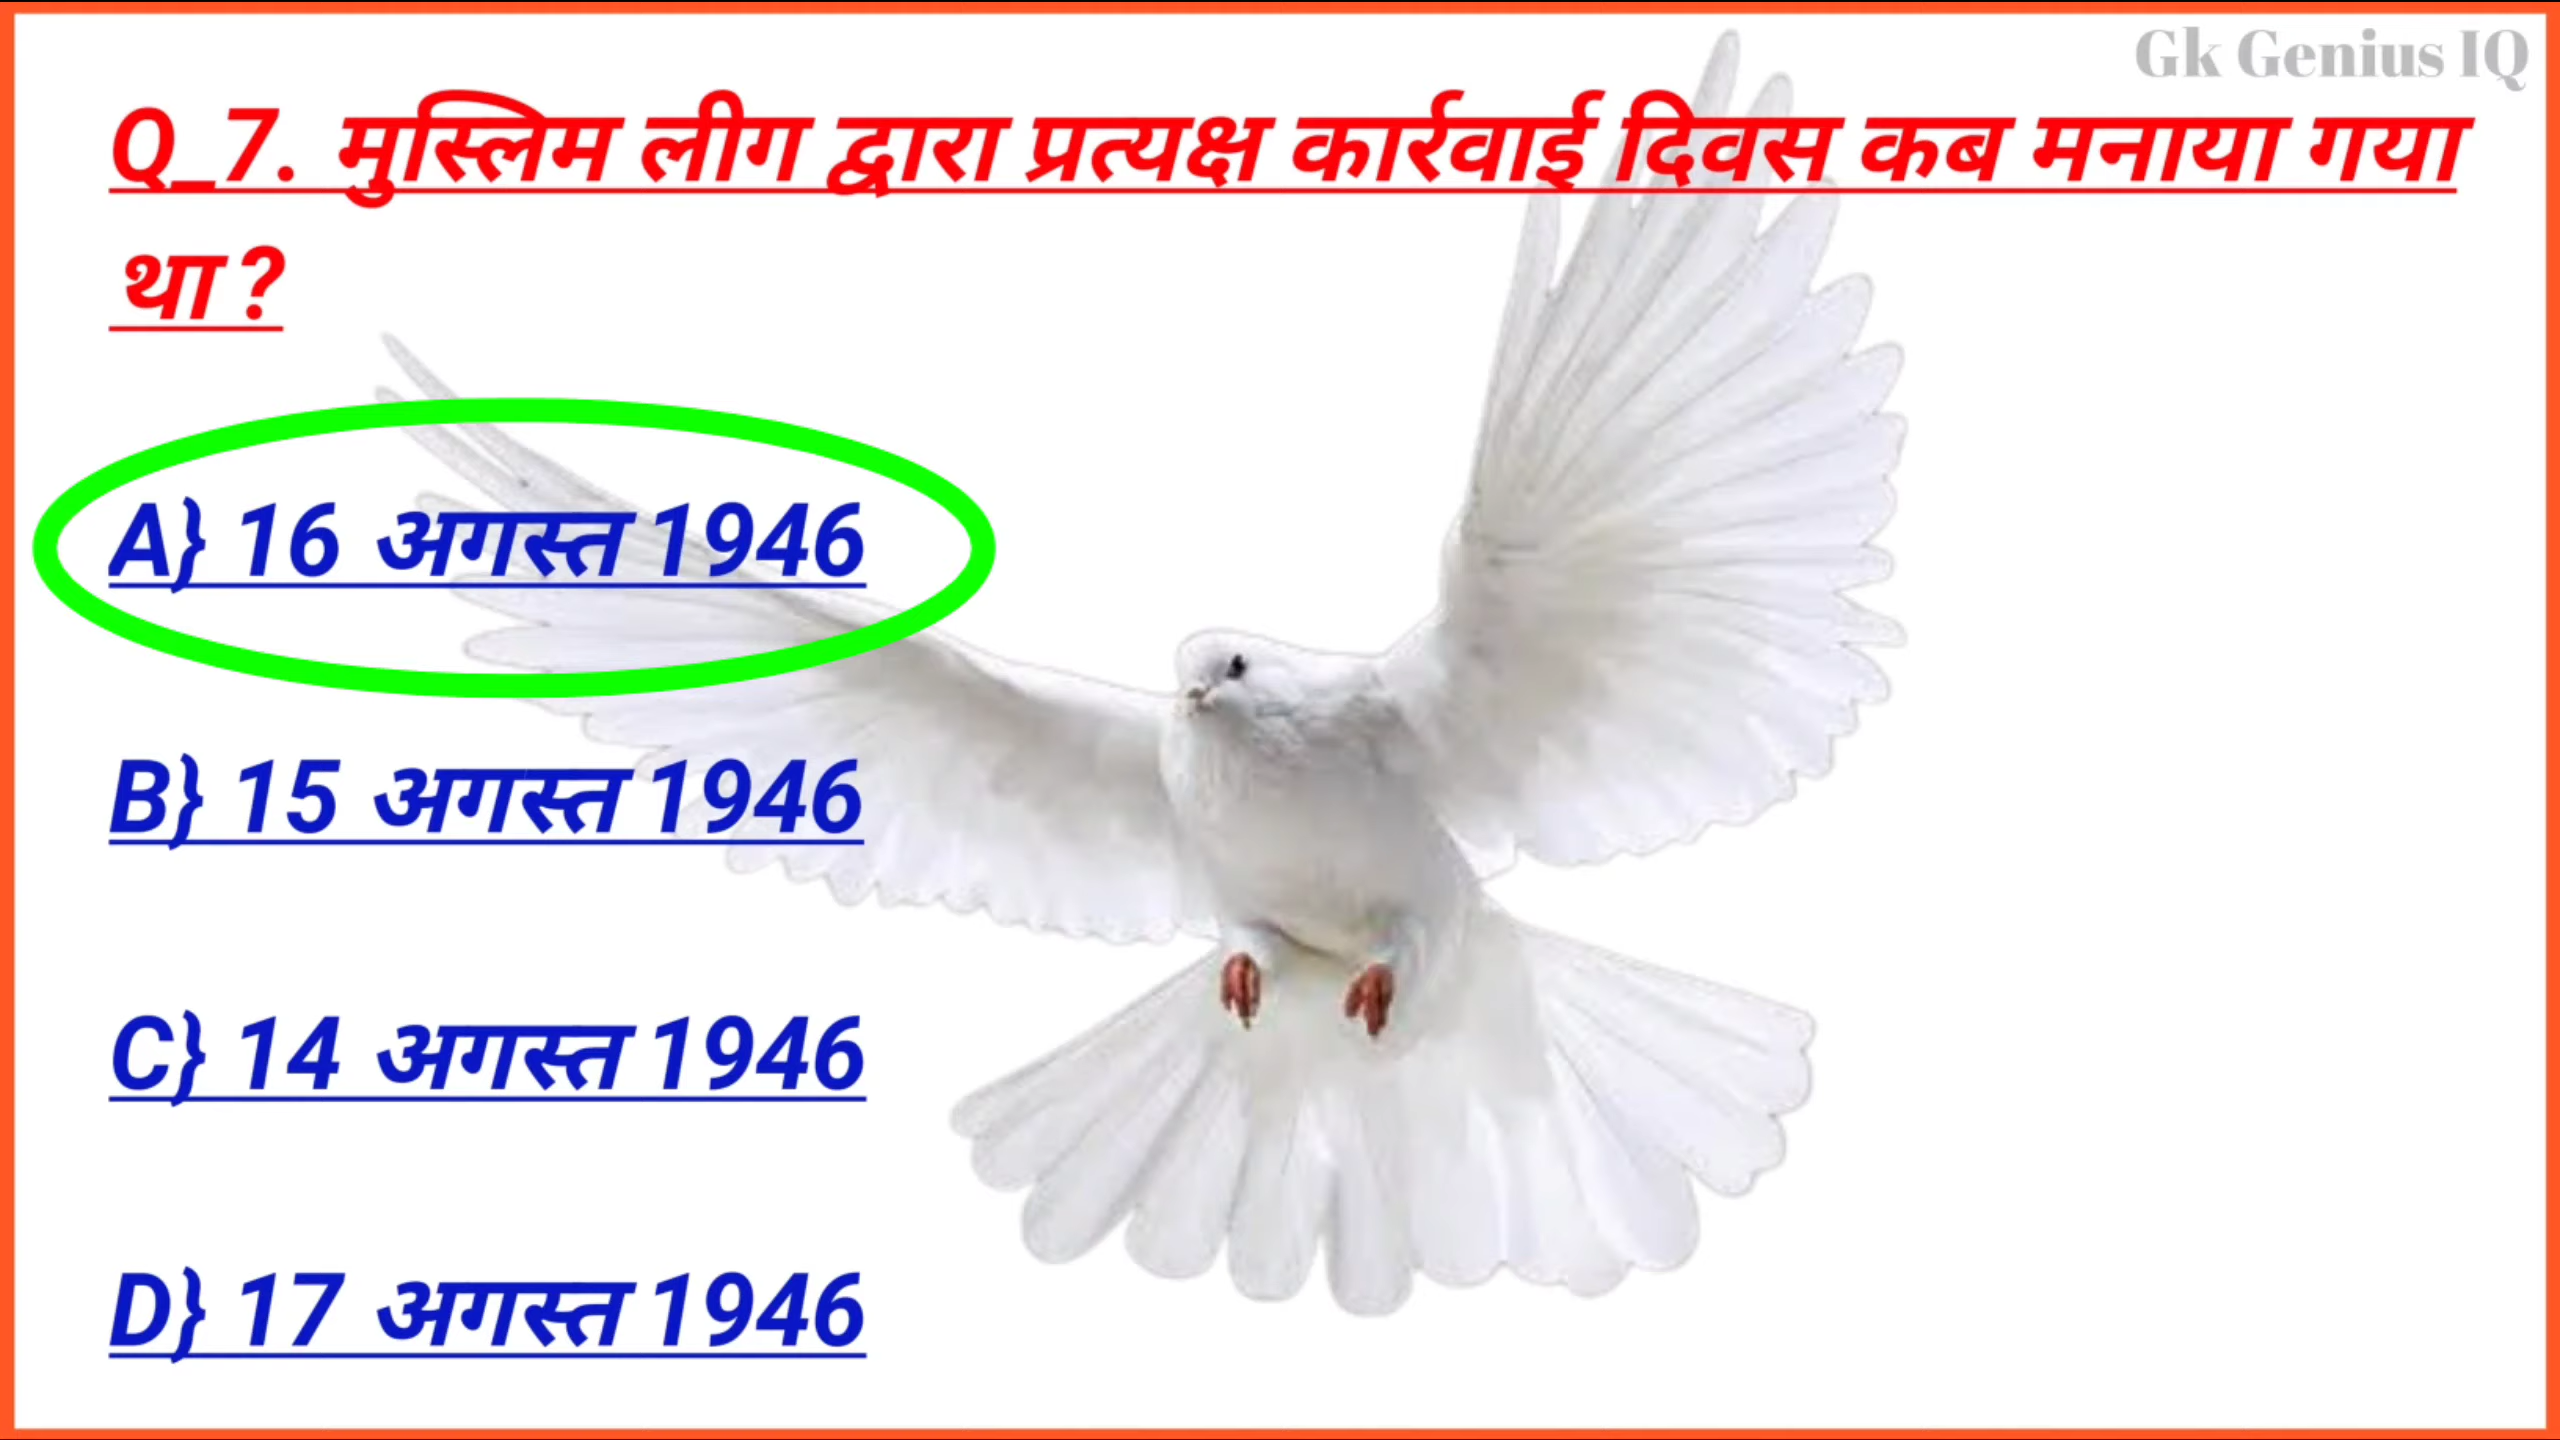 Gk Genius IQ
Q_7. मुस्लिम लीग द्वारा प्रत्यक्ष कार्रवाई दिवस कब मनाया गया
था ?
A} 16 अगस्त 1946
B} 15 अगस्त 1946
C} 14 अगस्त 1946
D} 17 अगस्त 1946